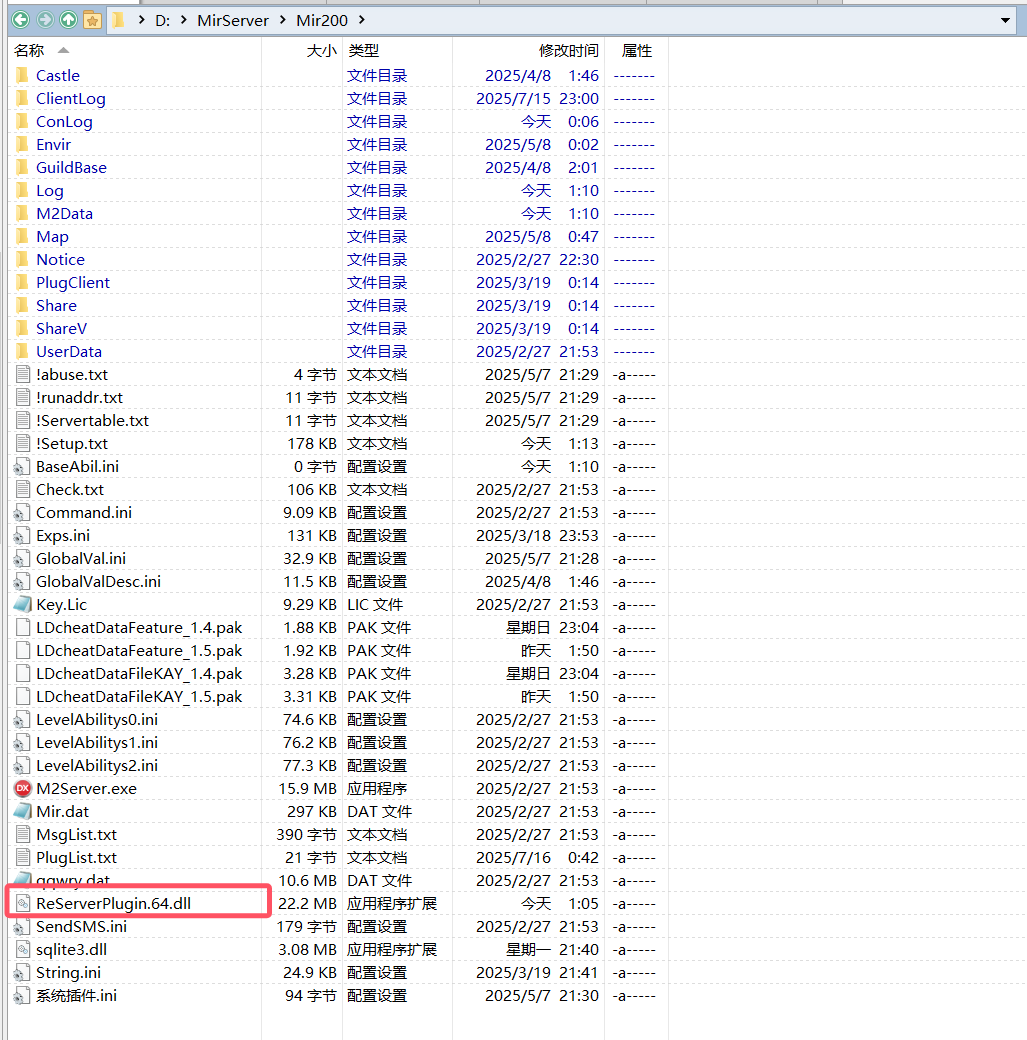 D: MirServer Mir200
名称 大小 类型 修改时间 属性
Castle 文件目录 2025/4/8 1:46 -------
ClientLog 文件目录 2025/7/15 23:00 -------
ConLog 文件目录 今天 0:06 -------
Envir 文件目录 2025/5/8 0:02 -------
GuildBase 文件目录 2025/4/8 2:01 -------
Log 文件目录 今天 1:10 -------
M2Data 文件目录 今天 1:10 -------
Map 文件目录 2025/5/8 0:47 -------
Notice 文件目录 2025/2/27 22:30 -------
PlugClient 文件目录 2025/3/19 0:14 -------
Share 文件目录 2025/3/19 0:14 -------
ShareV 文件目录 2025/3/19 0:14 -------
UserData 文件目录 2025/2/27 21:53 -------
!abuse.txt 4 字节 文本文档 2025/5/7 21:29 -a-----
!runaddr.txt 11 字节 文本文档 2025/5/7 21:29 -a-----
!Servertable.txt 11 字节 文本文档 2025/5/7 21:29 -a-----
!Setup.txt 178 KB 文本文档 今天 1:13 -a-----
BaseAbil.ini 0 字节 配置设置 今天 1:10 -a-----
Check.txt 106 KB 文本文档 2025/2/27 21:53 -a-----
Command.ini 9.09 KB 配置设置 2025/2/27 21:53 -a-----
Exps.ini 131 KB 配置设置 2025/3/18 23:53 -a-----
GlobalVal.ini 32.9 KB 配置设置 2025/5/7 21:28 -a-----
GlobalValDesc.ini 11.5 KB 配置设置 2025/4/8 1:46 -a-----
Key.Lic 9.29 KB LIC 文件 2025/2/27 21:53 -a-----
LDcheatDataFeature_1.4.pak 1.88 KB PAK 文件 星期日 23:04 -a-----
LDcheatDataFeature_1.5.pak 1.92 KB PAK 文件 昨天 1:50 -a-----
LDcheatDataFileKAY_1.4.pak 3.28 KB PAK 文件 星期日 23:04 -a-----
LDcheatDataFileKAY_1.5.pak 3.31 KB PAK 文件 昨天 1:50 -a-----
LevelAbilitys0.ini 74.6 KB 配置设置 2025/2/27 21:53 -a-----
LevelAbilitys1.ini 76.2 KB 配置设置 2025/2/27 21:53 -a-----
LevelAbilitys2.ini 77.3 KB 配置设置 2025/2/27 21:53 -a-----
DX M2Server.exe 15.9 MB 应用程序 2025/2/27 21:53 -a-----
Mir.dat 297 KB DAT 文件 2025/2/27 21:53 -a-----
MsgList.txt 390 字节 文本文档 2025/2/27 21:53 -a-----
PlugList.txt 21 字节 文本文档 2025/7/16 0:42 -a-----
qqwry.dat 10.6 MB DAT 文件 2025/2/27 21:53 -a-----
ReServerPlugin.64.dll 22.2 MB 应用程序扩展 今天 1:05 -a-----
SendSMS.ini 179 字节 配置设置 2025/2/27 21:53 -a-----
sqlite3.dll 3.08 MB 应用程序扩展 星期一 21:40 -a-----
String.ini 24.9 KB 配置设置 2025/3/19 21:41 -a-----
系统插件.ini 94 字节 配置设置 2025/5/7 21:30 -a-----